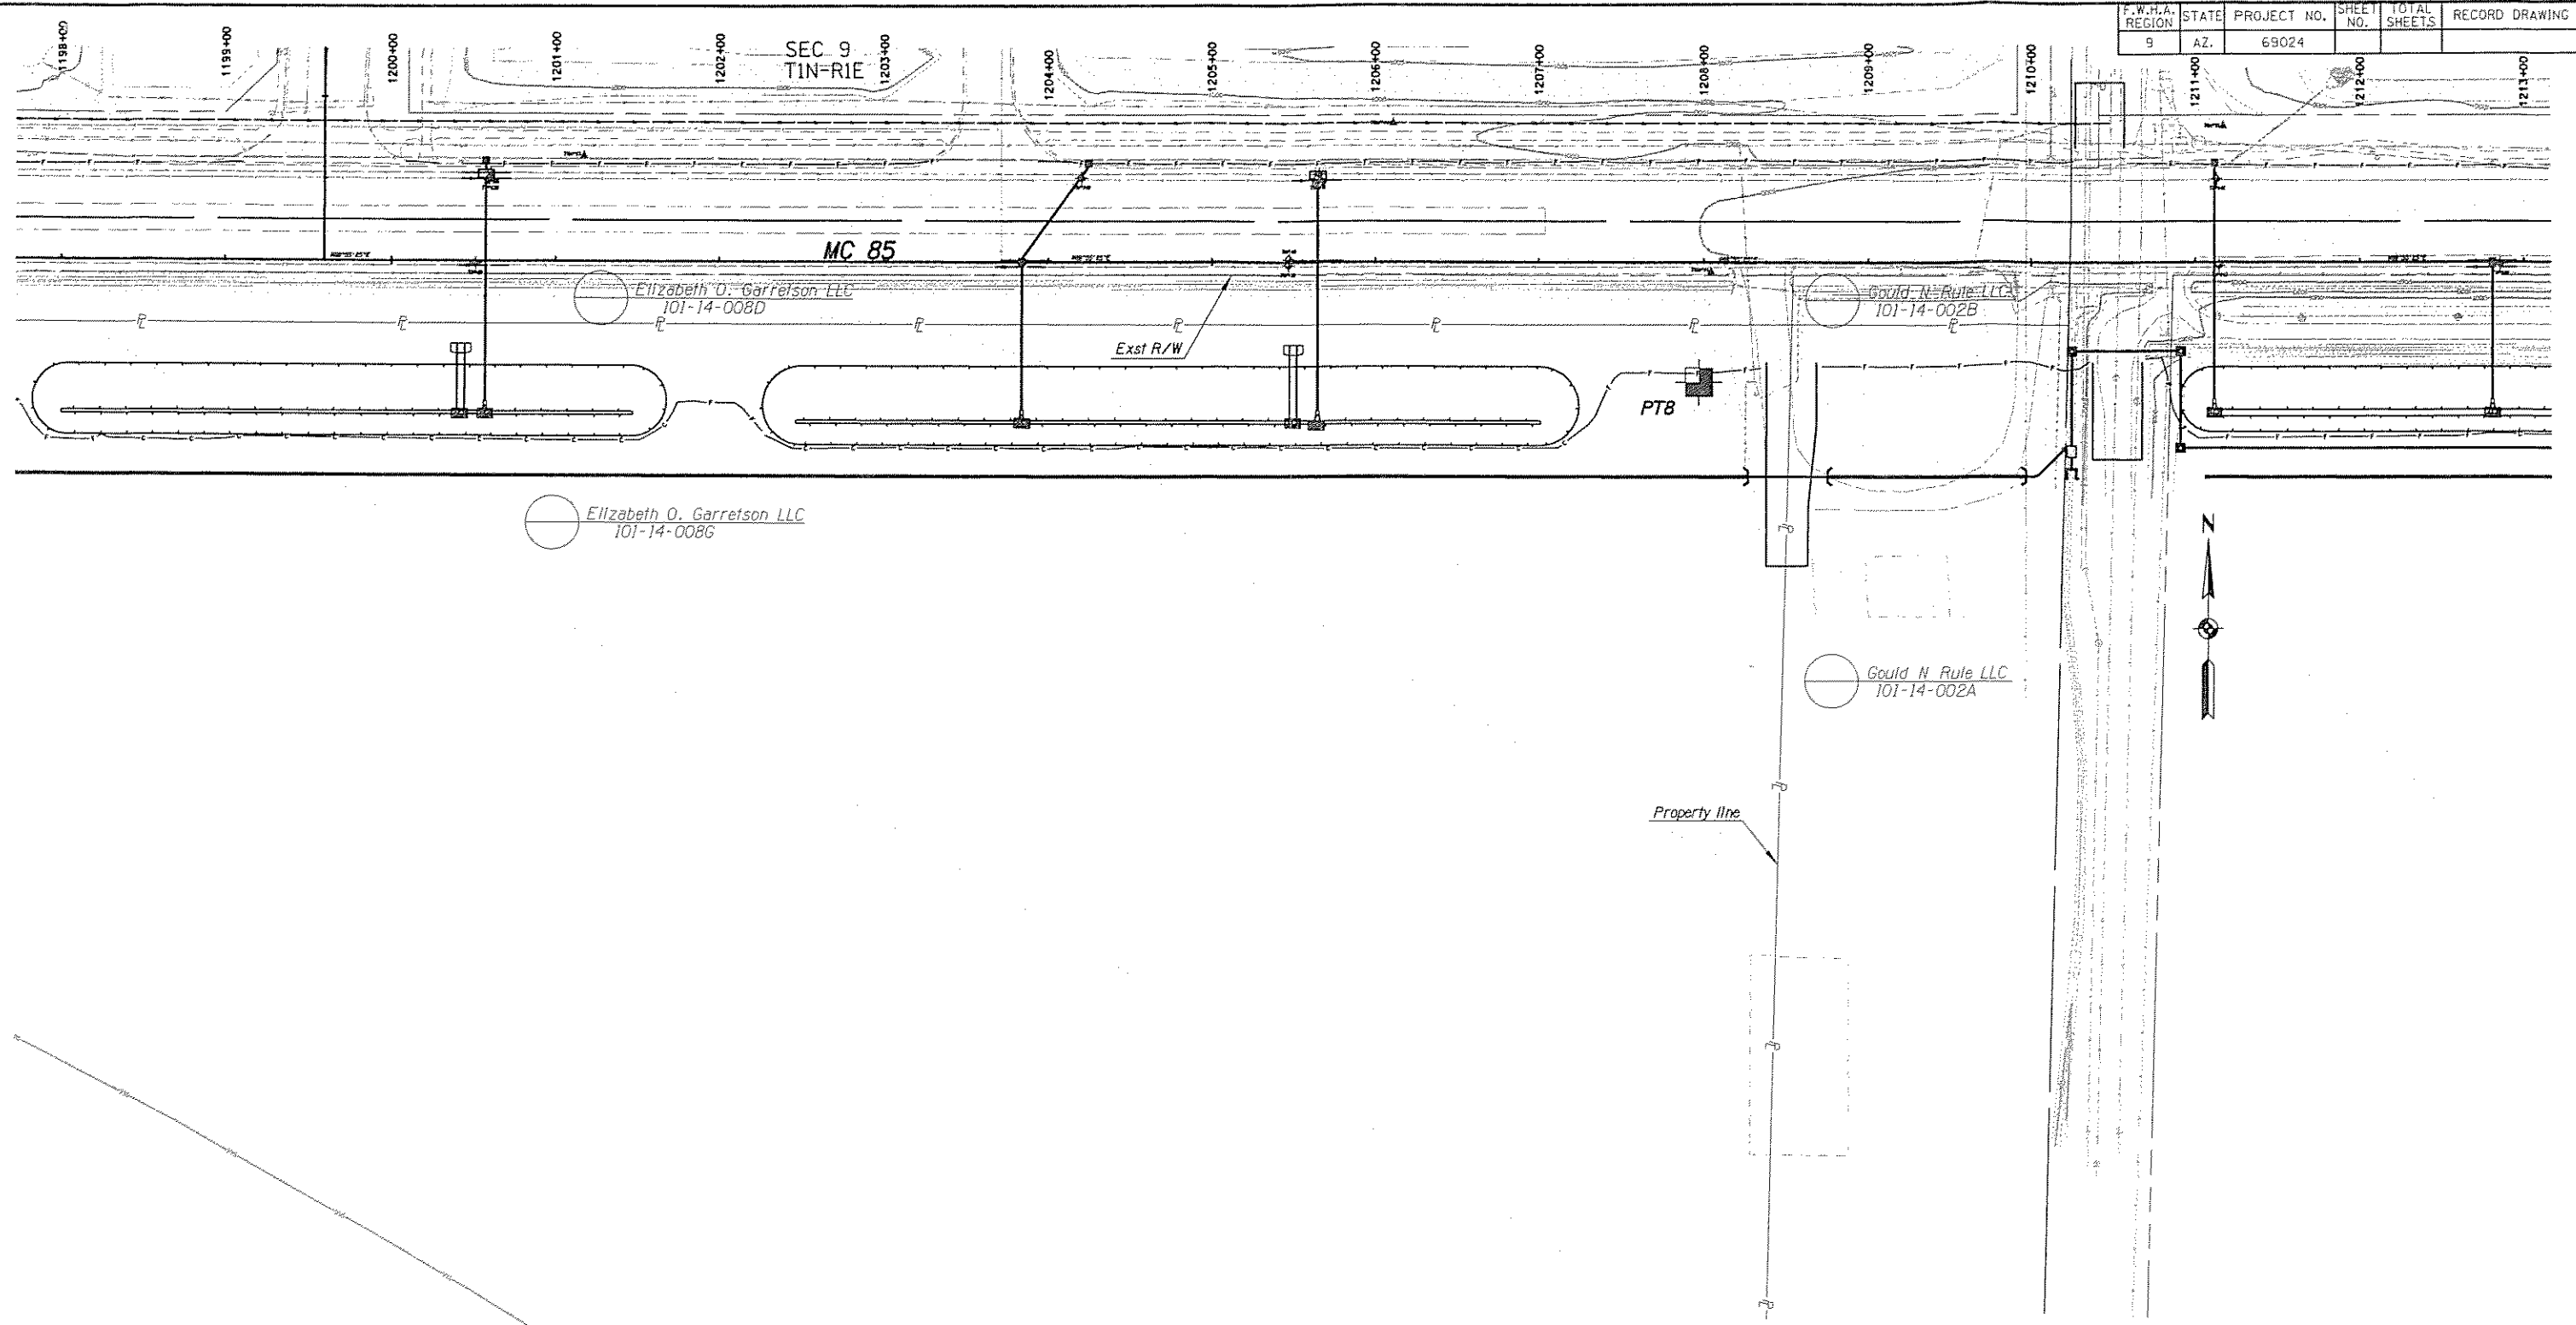 F.W.H.A. REGION STATE PROJECT NO. SHEET NO. TOTAL SHEETS RECORD DRAWING
9 AZ. 69024
1198+00 1199+00 1200+00 1201+00 1202+00 1203+00 1204+00 1205+00 1206+00 1207+00 1208+00 1209+00 1210+00 1211+00 1212+00 1213+00
SEC 9
T1N-R1E
MC 85
Elizabeth O. Garretson LLC
101-14-008D
Gould N Rule LLC
101-14-002B
Exst R/W
PT8
Elizabeth O. Garretson LLC
101-14-008G
N
Gould N Rule LLC
101-14-002A
Property line